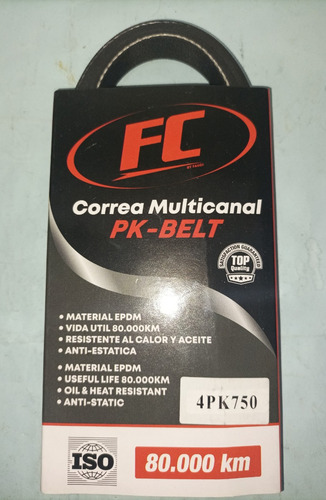 FC
Correa Multicanal
PK-BELT
SATISFACTION GUARANTEED
TOP
Quality
• MATERIAL EPDM
• VIDA UTIL 80.000KM
• RESISTENTE AL CALOR Y ACEITE
• ANTI-ESTATICA
• MATERIAL EPDM
• USEFUL LIFE 80.000KM
• OIL & HEAT RESISTANT
• ANTI-STATIC
4PK750
ISO
80.000 km